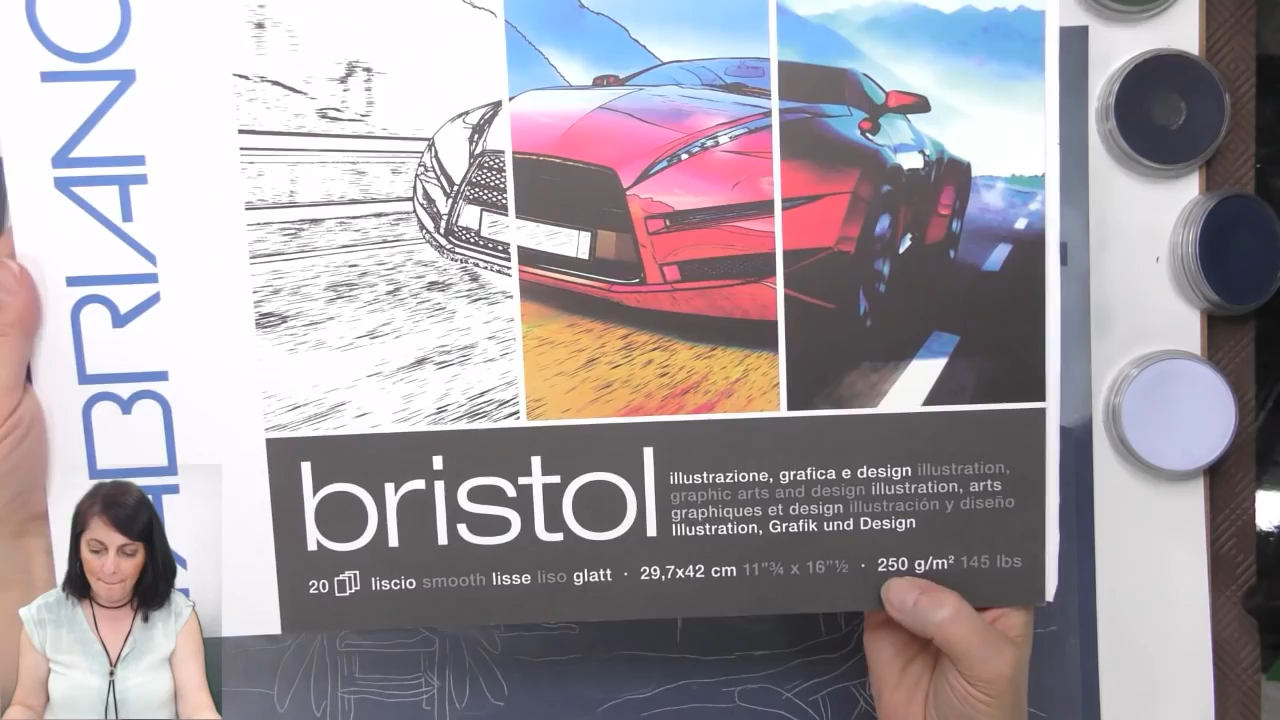 FABRIANO
bristol
illustrazione, grafica e design illustration,
graphic arts and design illustration, arts
graphiques et design illustración y diseño
Illustration, Grafik und Design
20 liscio smooth lisse liso glatt · 29,7x42 cm 11"¾ x 16"½ · 250 g/m² 145 lbs